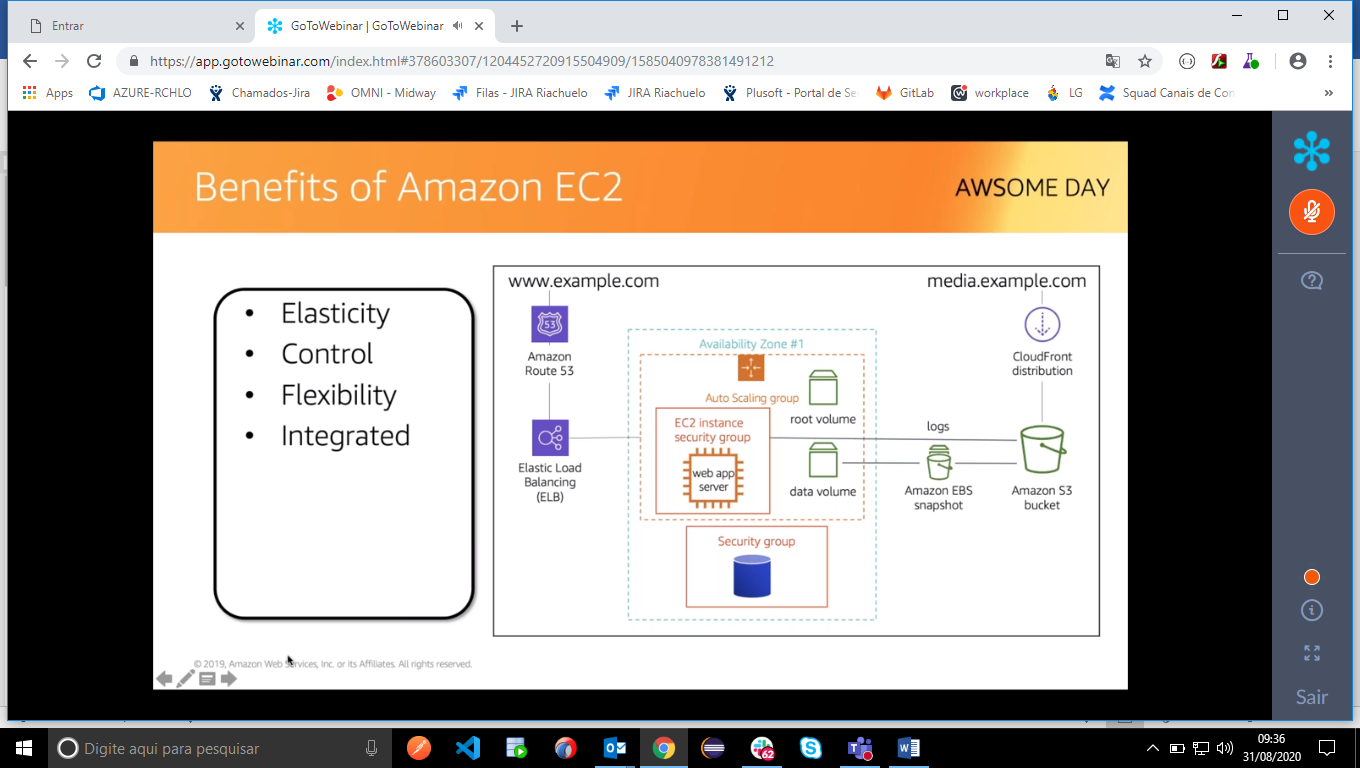 Entrar
GoToWebinar | GoToWebinar
https://app.gotowebinar.com/index.html#378603307/1204452720915504909/1585040978381491212
Apps
AZURE-RCHLO
Chamados-Jira
OMNI - Midway
Filas - JIRA Riachuelo
JIRA Riachuelo
Plusoft - Portal de Se
GitLab
workplace
LG
Squad Canais de Con
»
Benefits of Amazon EC2
AWSOME DAY
• Elasticity
• Control
• Flexibility
• Integrated
www.example.com
media.example.com
53
Amazon
Route 53
Elastic Load
Balancing
(ELB)
Availability Zone #1
Auto Scaling group
EC2 instance
security group
web app
server
root volume
data volume
Security group
logs
Amazon EBS
snapshot
CloudFront
distribution
Amazon S3
bucket
© 2019, Amazon Web Services, Inc. or its Affiliates. All rights reserved.
Sair
Digite aqui para pesquisar
62
09:36
31/08/2020